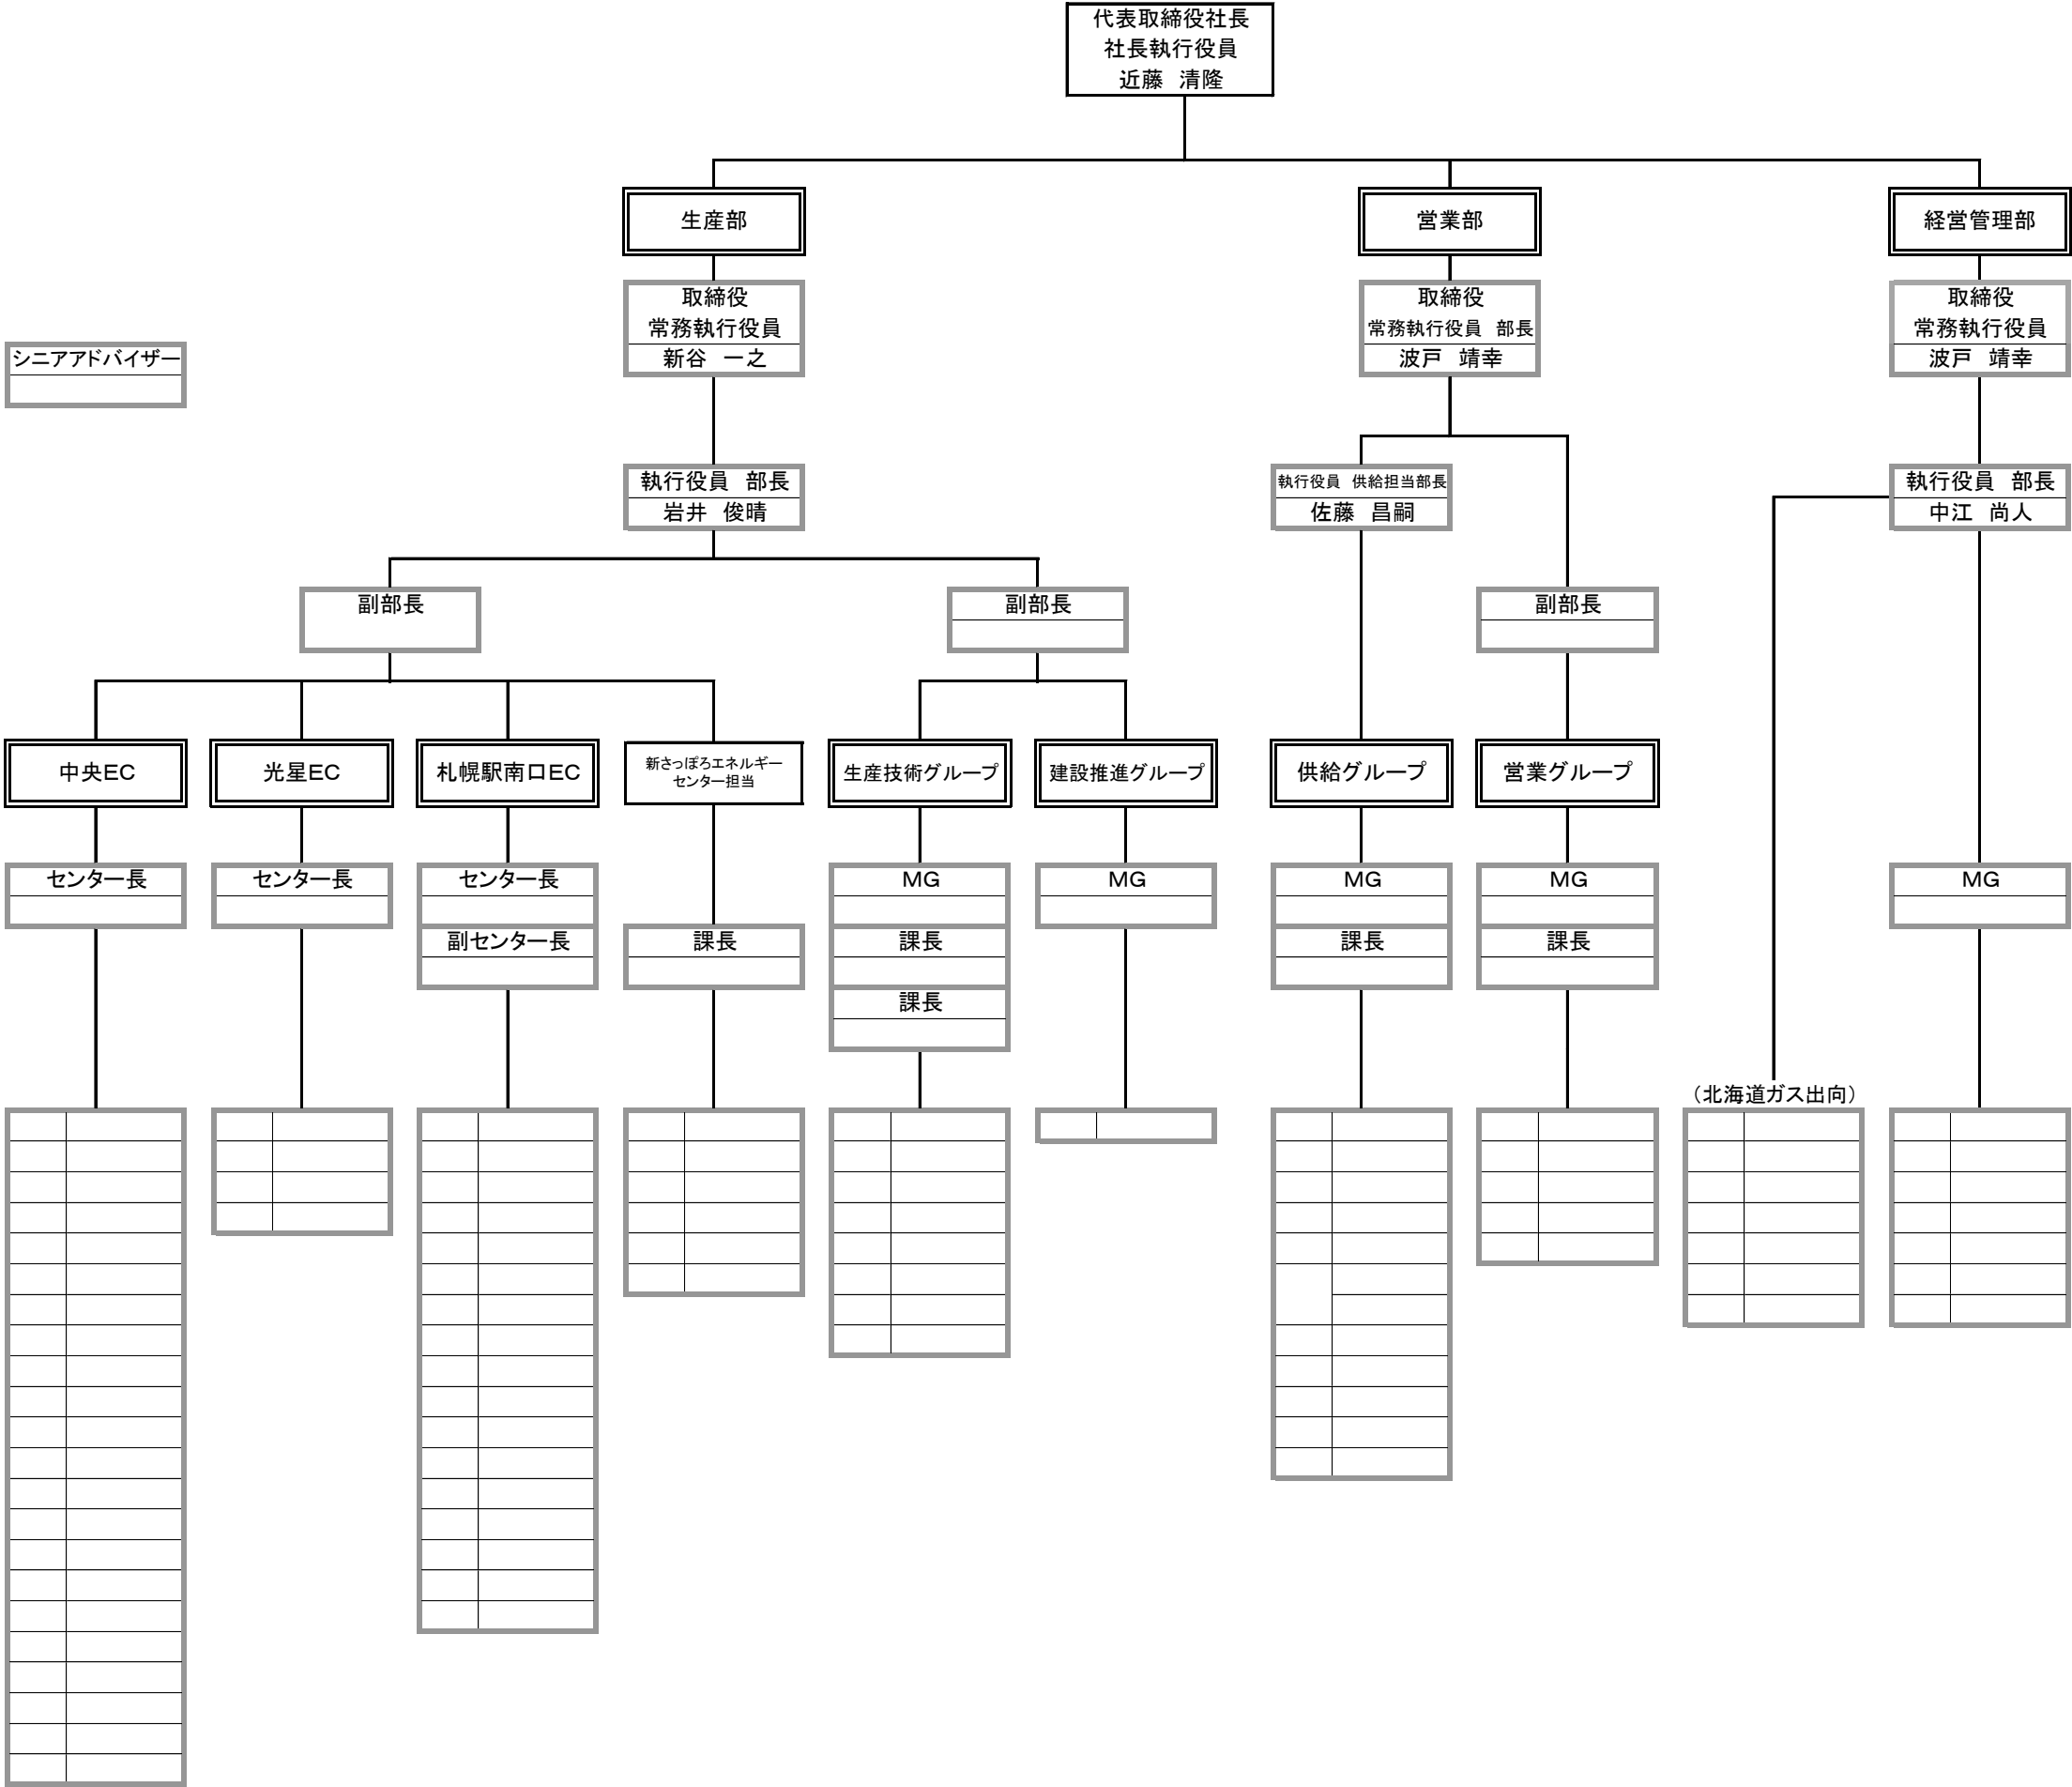 代表取締役社長
社長執行役員
近藤　清隆
生産部
営業部
経営管理部
取締役
常務執行役員
新谷　一之
取締役
常務執行役員　部長
波戸　靖幸
取締役
常務執行役員
波戸　靖幸
シニアアドバイザー
執行役員　部長
岩井　俊晴
執行役員　供給担当部長
佐藤　昌嗣
執行役員　部長
中江　尚人
副部長
副部長
副部長
中央EC
光星EC
札幌駅南口EC
新さっぽろエネルギー
センター担当
生産技術グループ
建設推進グループ
供給グループ
営業グループ
センター長
センター長
センター長
MG
MG
MG
MG
MG
副センター長
課長
課長
課長
課長
課長
（北海道ガス出向）